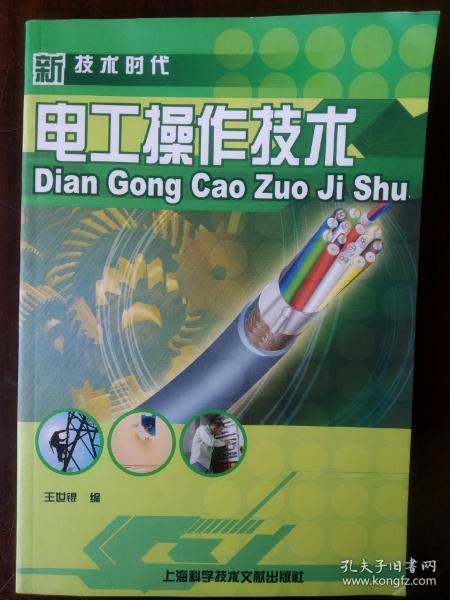 新 技术时代
电工操作技术
Dian Gong Cao Zuo Ji Shu
王世锟 编
上海科学技术文献出版社
孔夫子旧书网
www.kongfz.com